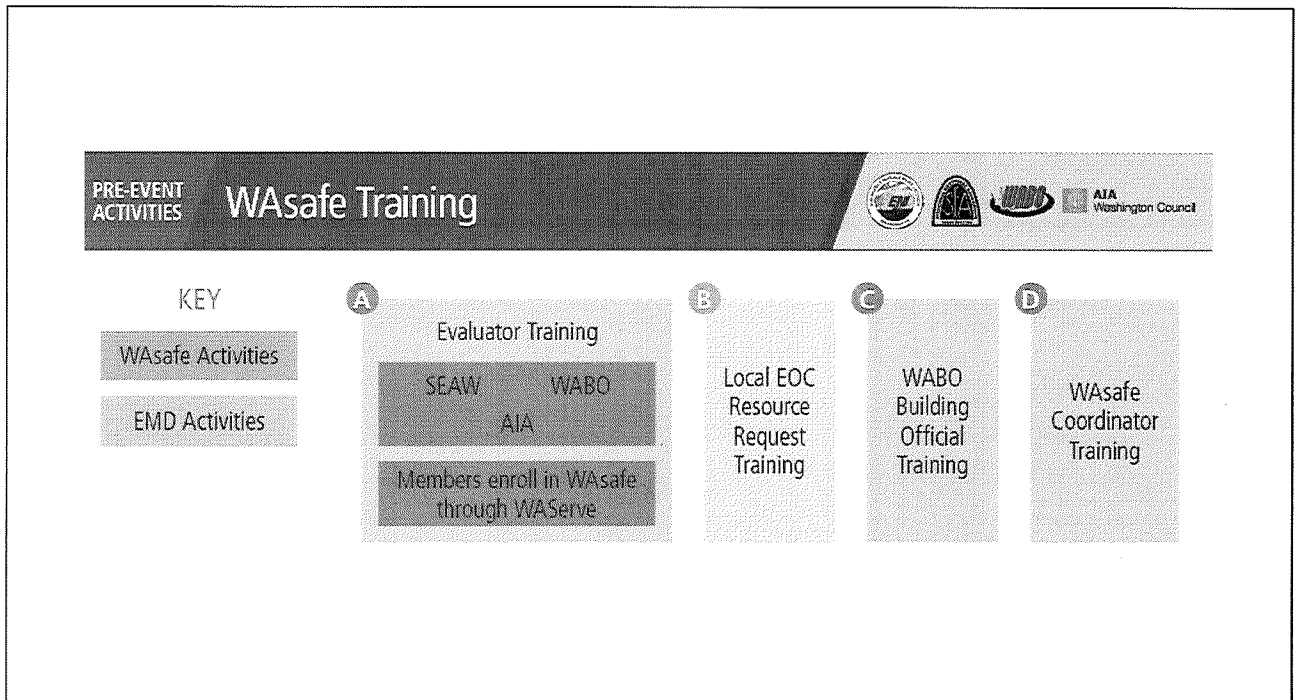 PRE-EVENT
ACTIVITIES
WAsafe Training
AIA
Washington Council
KEY
WAsafe Activities
EMD Activities
A
Evaluator Training
SEAW WABO
AIA
Members enroll in WAsafe
through WAServe
B
Local EOC
Resource
Request
Training
C
WABO
Building
Official
Training
D
WAsafe
Coordinator
Training